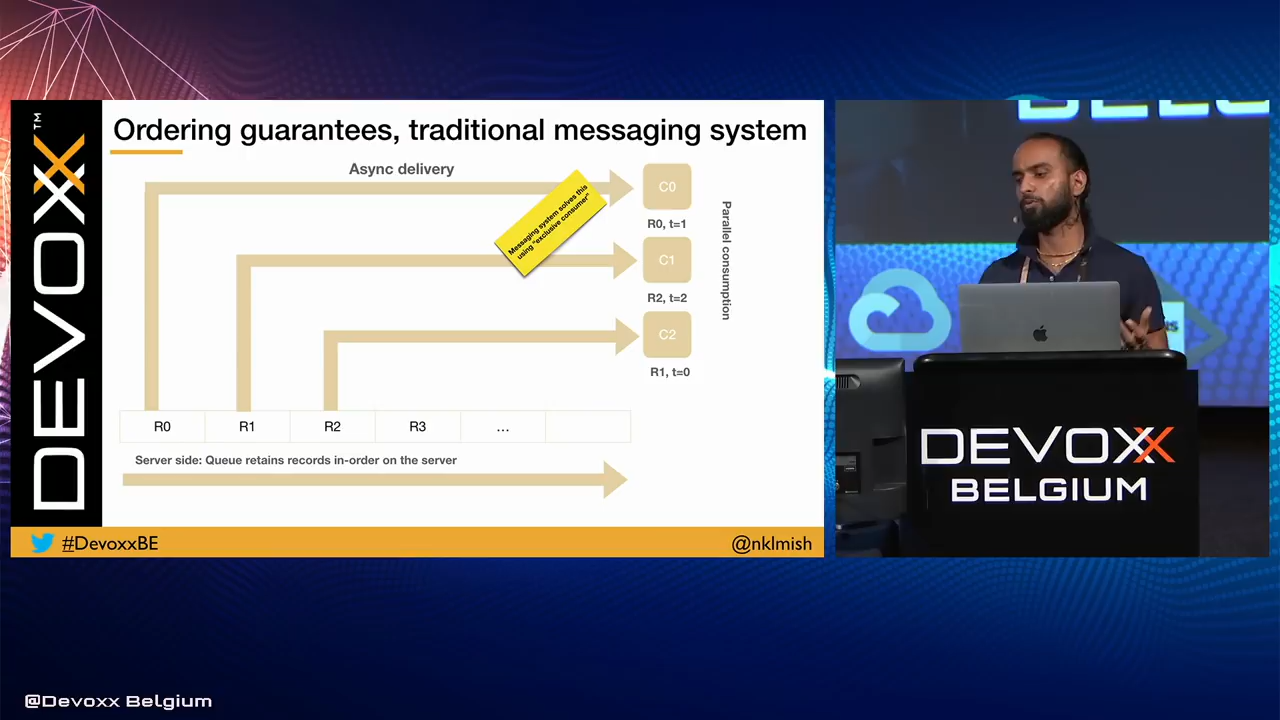 DEVOXX™
Ordering guarantees, traditional messaging system
Async delivery
Messaging system solves this
using "exclusive consumer"
C0
R0, t=1
C1
R2, t=2
C2
R1, t=0
Parallel consumption
R0 R1 R2 R3 ...
Server side: Queue retains records in-order on the server
#DevoxxBE
@nklmish
DEVOXX
BELGIUM
@Devoxx Belgium